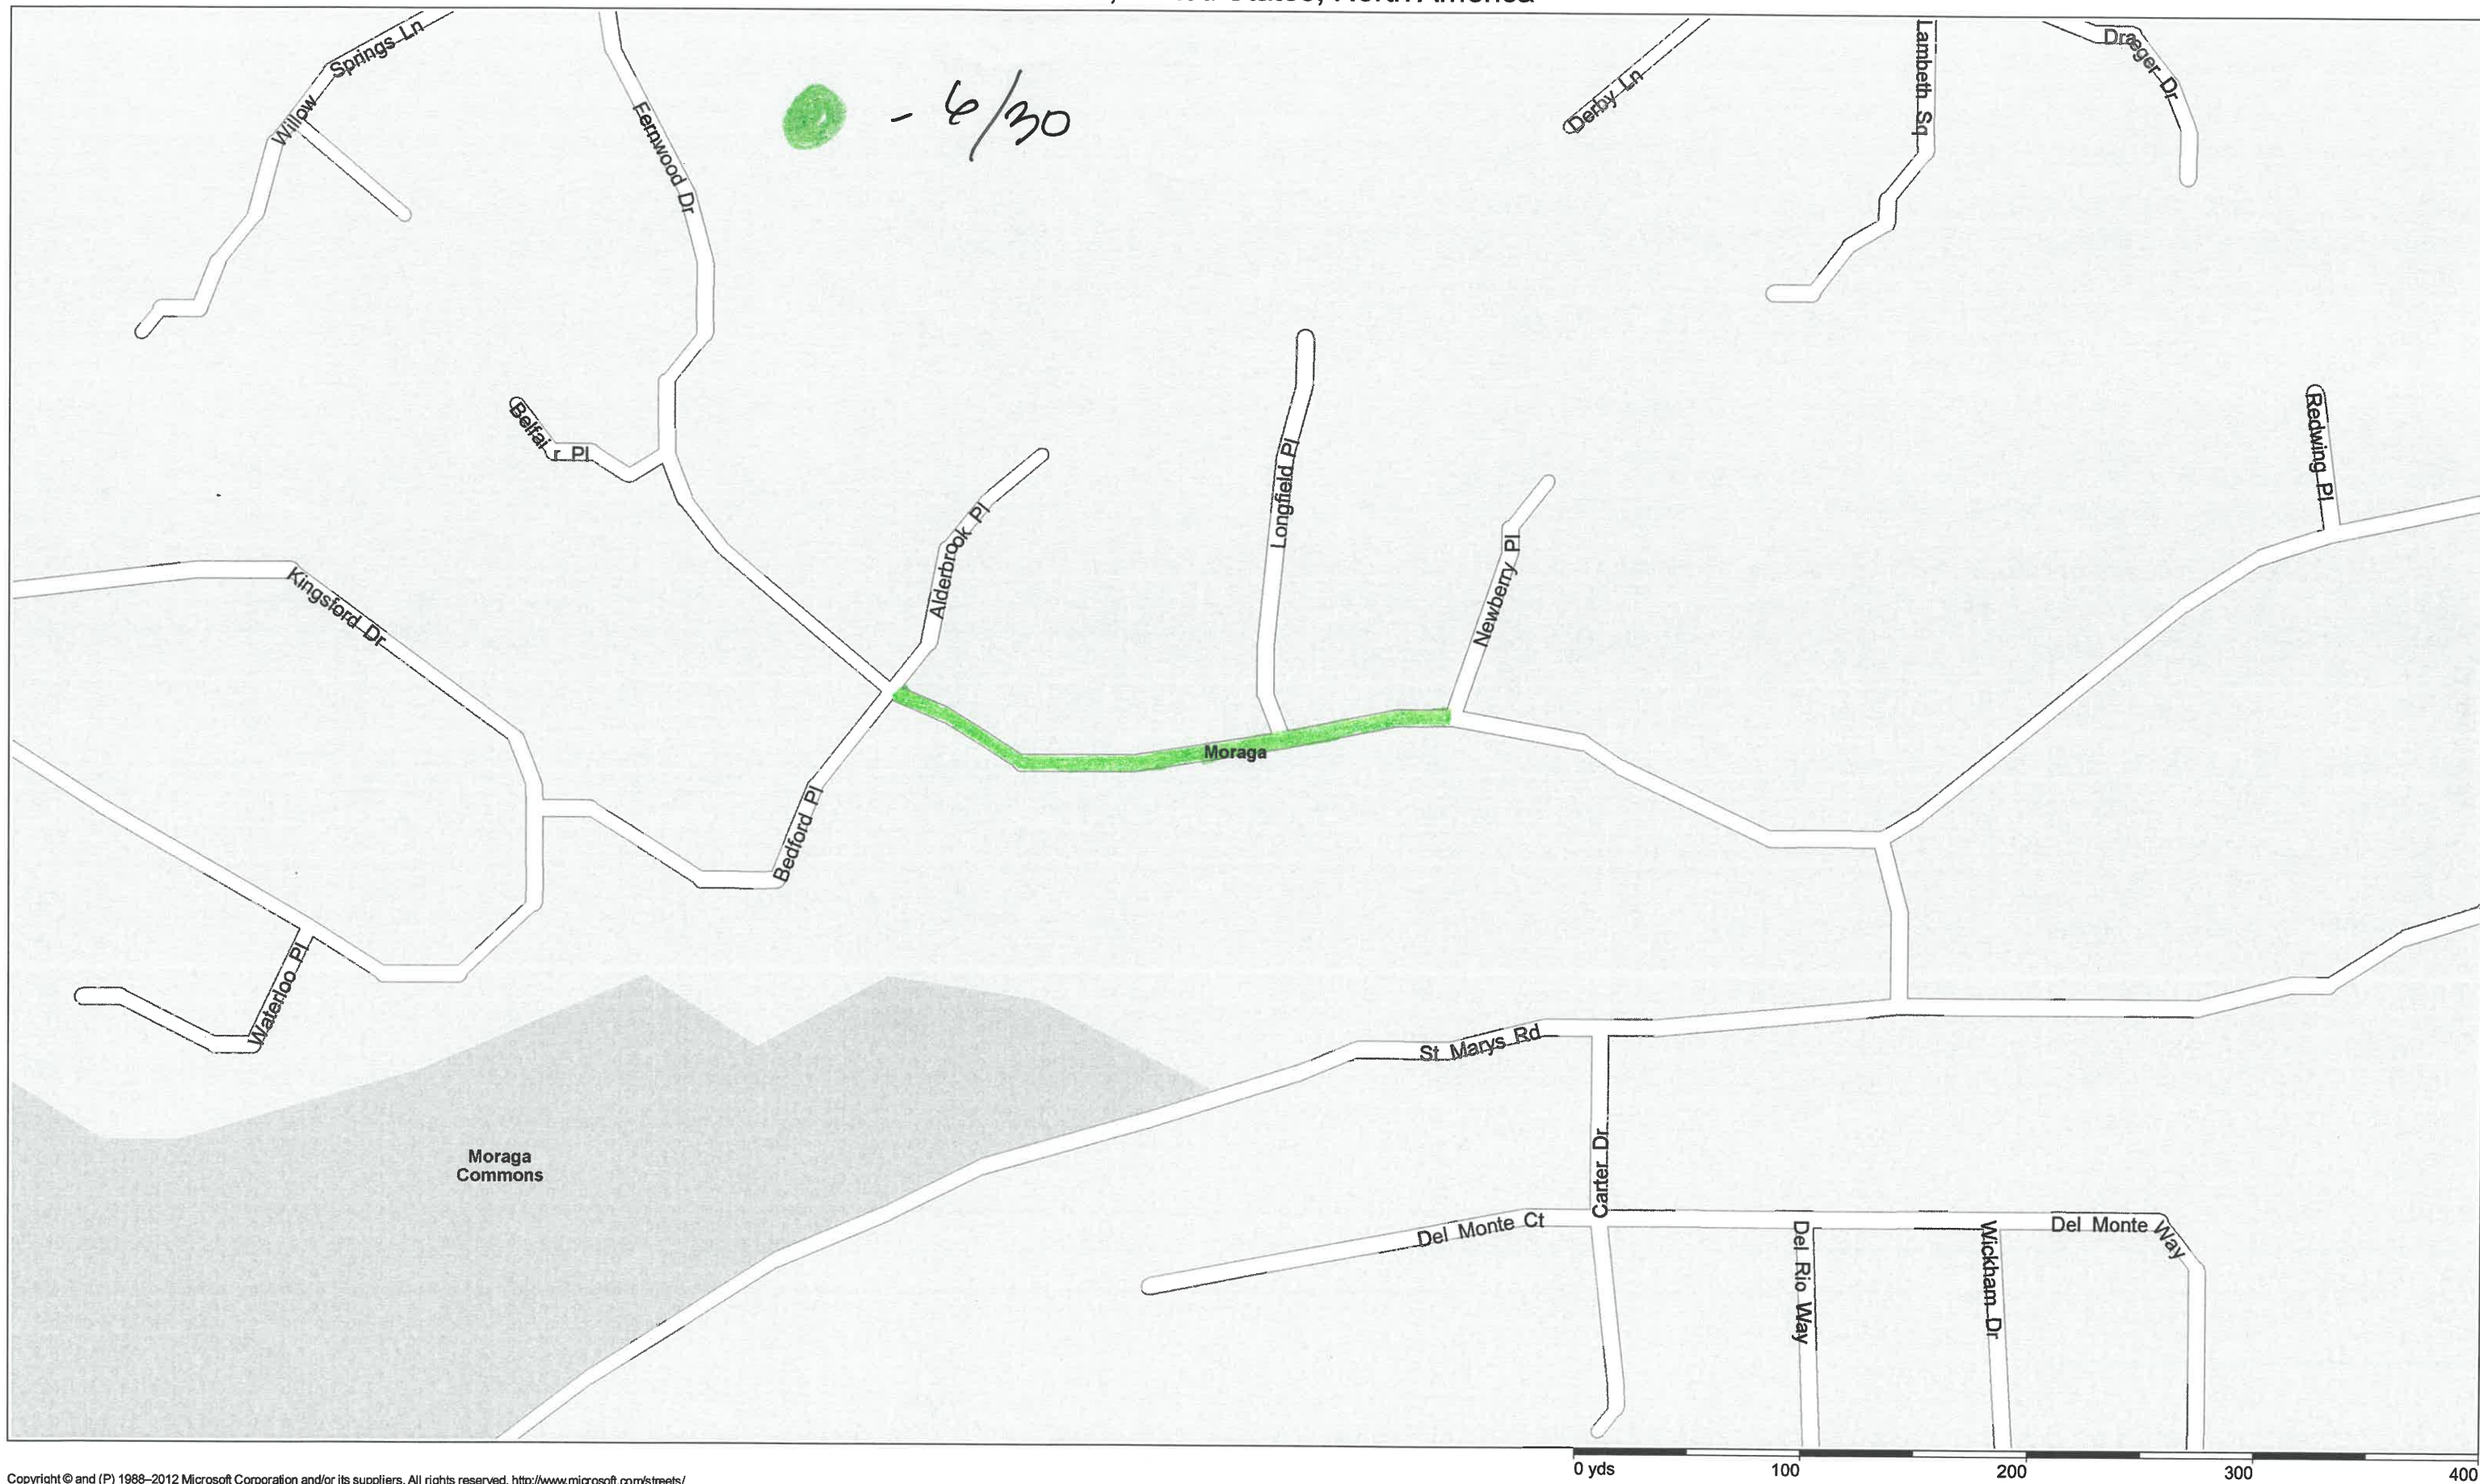 North America
Springs Ln
Willow
Fernwood Dr
- 6/30
Derby Ln
Lambeth Sq
Draeger Dr
Belfai
r Pl
Alderbrook Pl
Longfield Pl
Newberry Pl
Redwing Pl
Kingsford Dr
Moraga
Bedford Pl
Waterloo Pl
St Marys Rd
Moraga
Commons
Carter Dr
Del Monte Ct
Del Rio Way
Wickham Dr
Del Monte Way
0 yds 100 200 300 400
Copyright © and (P) 1988–2012 Microsoft Corporation and/or its suppliers. All rights reserved. http://www.microsoft.com/streets/